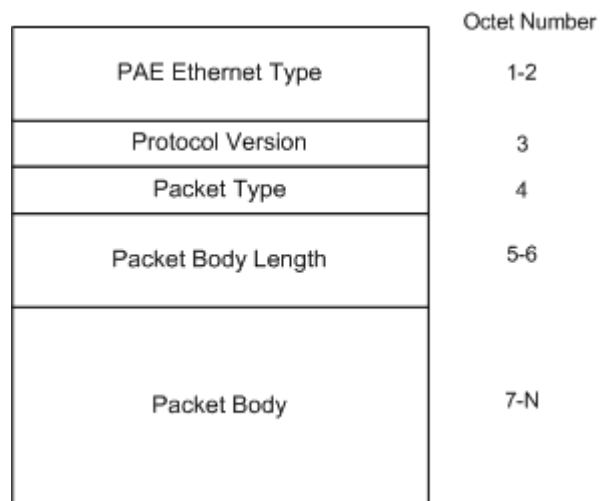 Octet Number
PAE Ethernet Type 1-2
Protocol Version 3
Packet Type 4
Packet Body Length 5-6
Packet Body 7-N